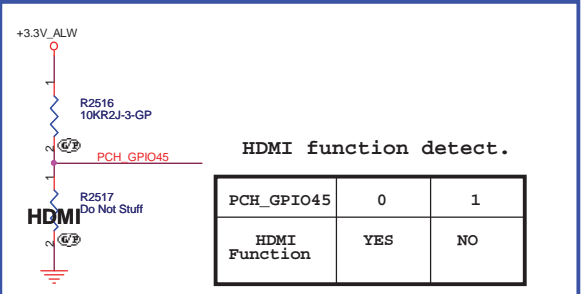 +3.3V_ALW
1
R2516
10KR2J-3-GP
2
G/P
PCH_GPIO45
1
R2517
Do Not Stuff
HDMI
2
G/P
HDMI function detect.
PCH_GPIO45 0 1
HDMI Function YES NO